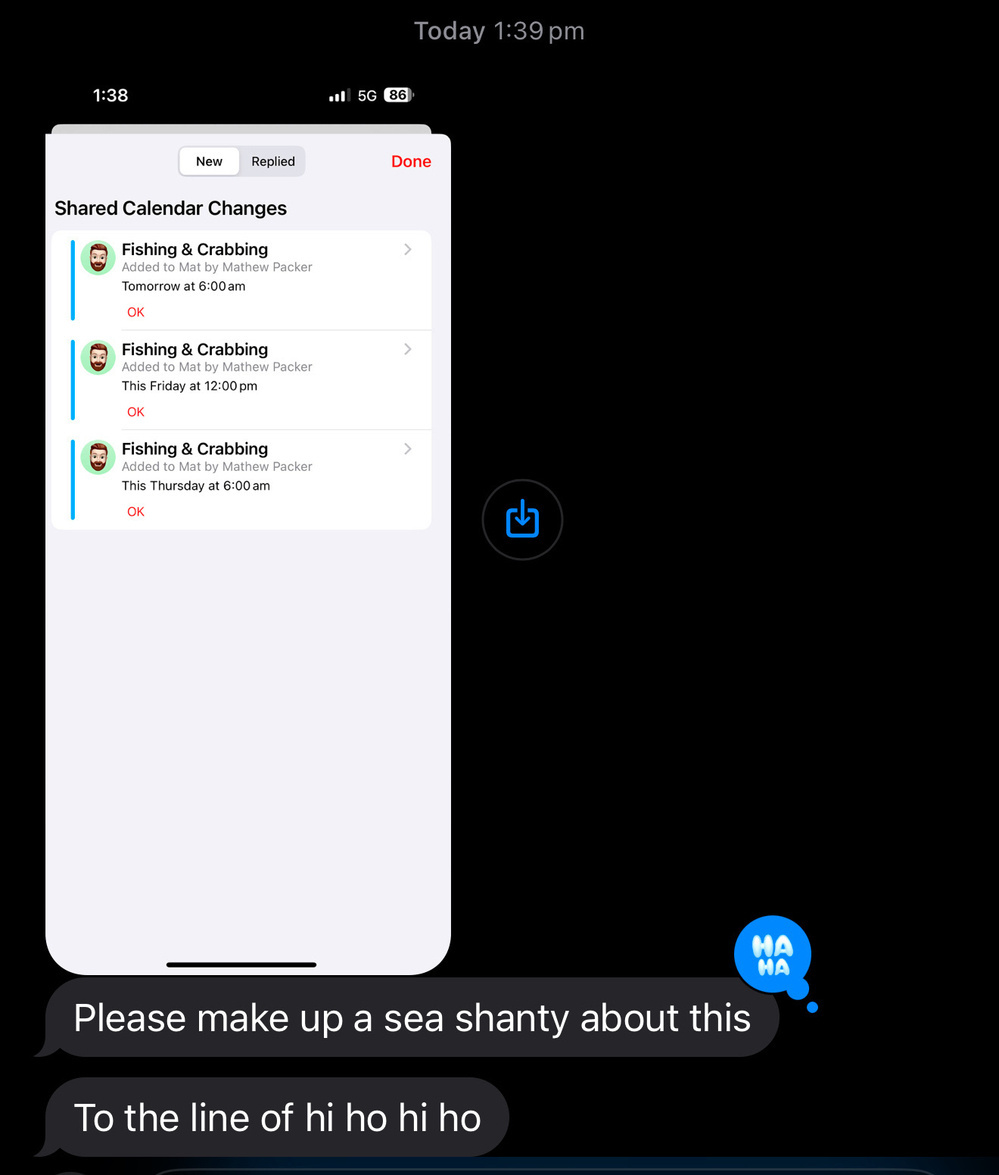 Today 1:39 pm
1:38
5G 86
New Replied Done
Shared Calendar Changes
Fishing & Crabbing
Added to Mat by Mathew Packer
Tomorrow at 6:00 am
OK
Fishing & Crabbing
Added to Mat by Mathew Packer
This Friday at 12:00 pm
OK
Fishing & Crabbing
Added to Mat by Mathew Packer
This Thursday at 6:00 am
OK
HA
HA
Please make up a sea shanty about this
To the line of hi ho hi ho